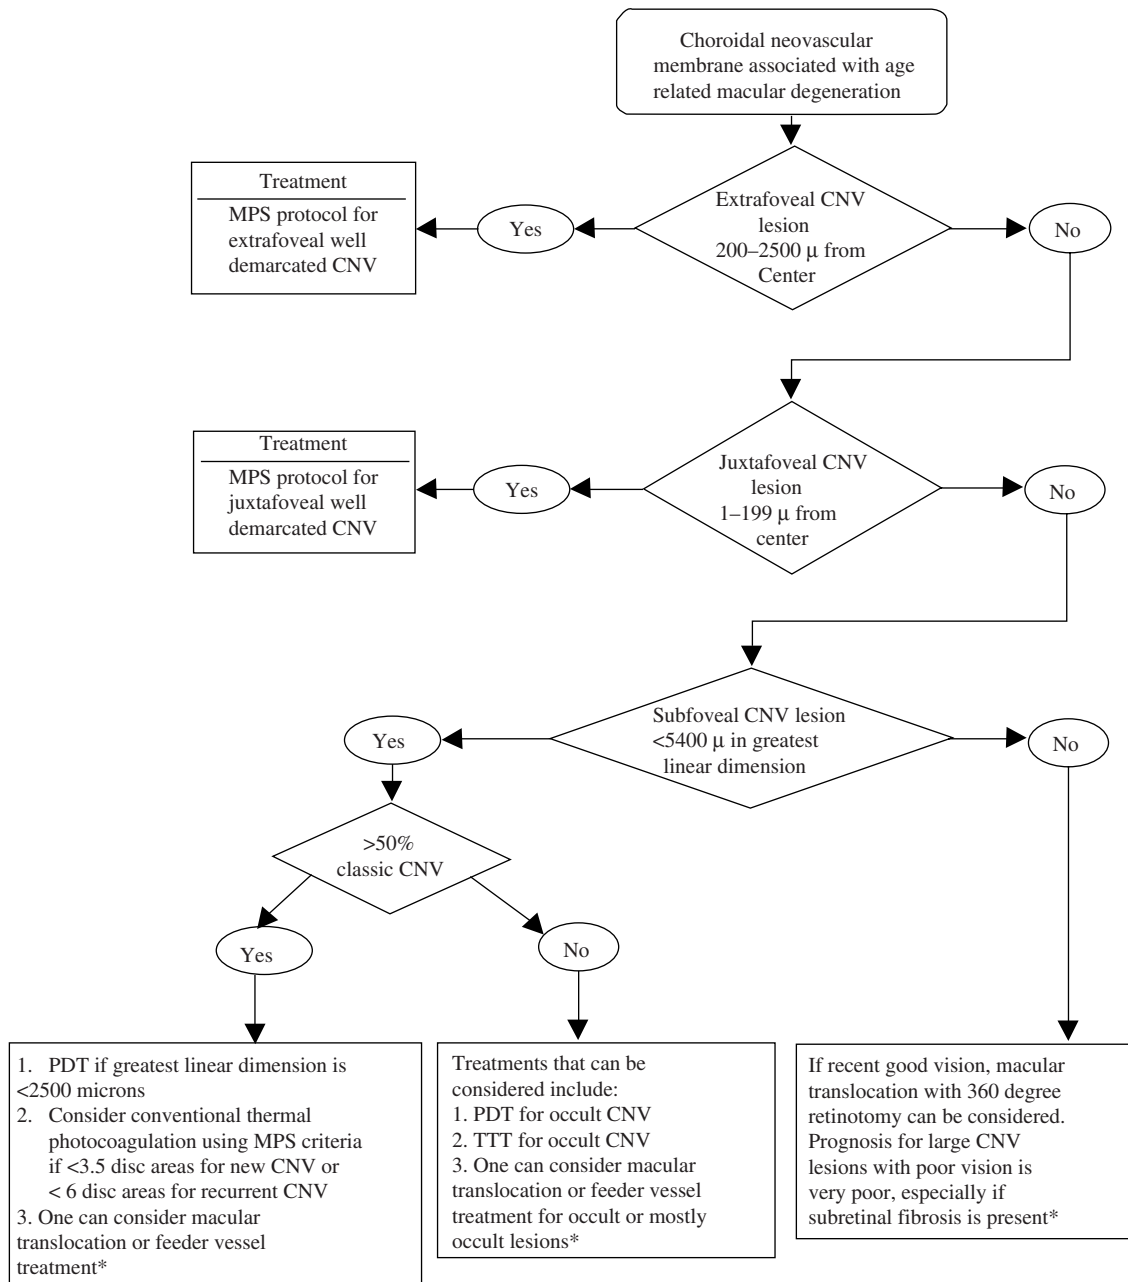 Choroidal neovascular
membrane associated with age
related macular degeneration
Treatment
MPS protocol for
extrafoveal well
demarcated CNV
Yes
Extrafoveal CNV
lesion
200–2500 μ from
Center
No
Treatment
MPS protocol for
juxtafoveal well
demarcated CNV
Yes
Juxtafoveal CNV
lesion
1–199 μ from
center
No
Yes
Subfoveal CNV lesion
<5400 μ in greatest
linear dimension
No
>50%
classic CNV
Yes
No
1. PDT if greatest linear dimension is
<2500 microns
2. Consider conventional thermal
photocoagulation using MPS criteria
if <3.5 disc areas for new CNV or
< 6 disc areas for recurrent CNV
3. One can consider macular
translocation or feeder vessel
treatment*
Treatments that can be
considered include:
1. PDT for occult CNV
2. TTT for occult CNV
3. One can consider macular
translocation or feeder vessel
treatment for occult or mostly
occult lesions*
If recent good vision, macular
translocation with 360 degree
retinotomy can be considered.
Prognosis for large CNV
lesions with poor vision is
very poor, especially if
subretinal fibrosis is present*